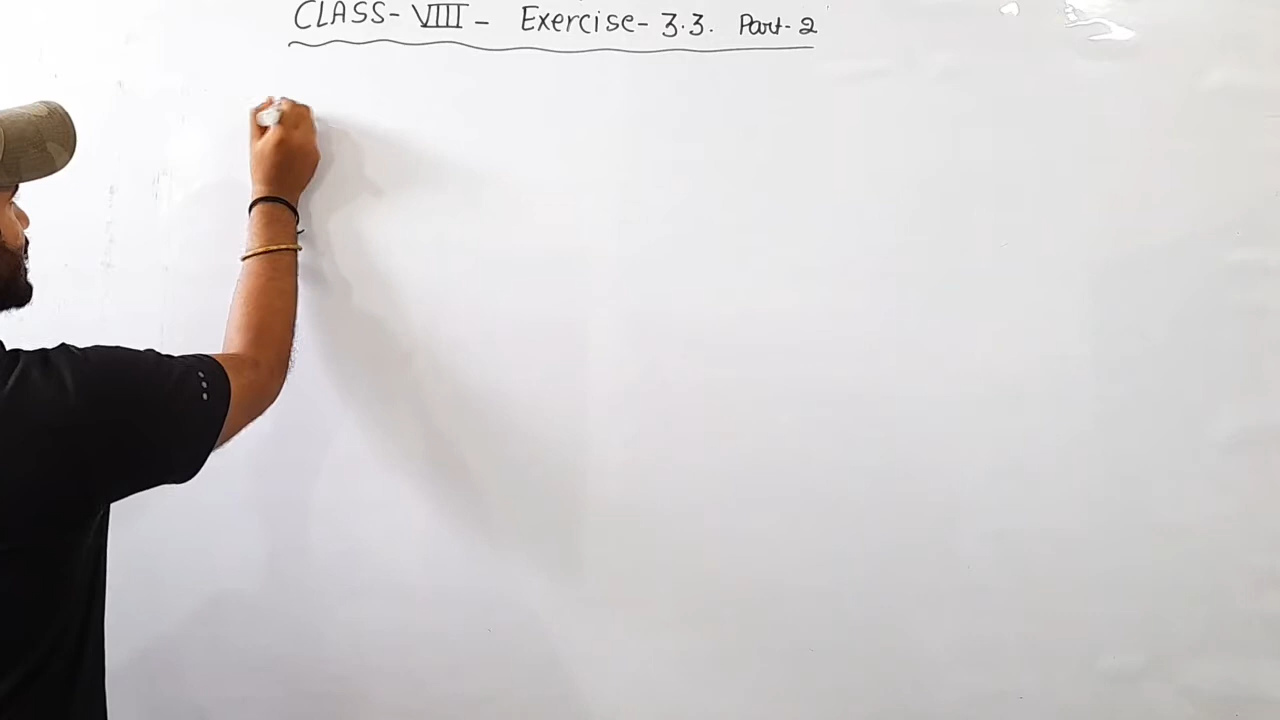 CLASS- VIII - Exercise- 3.3. Part- 2